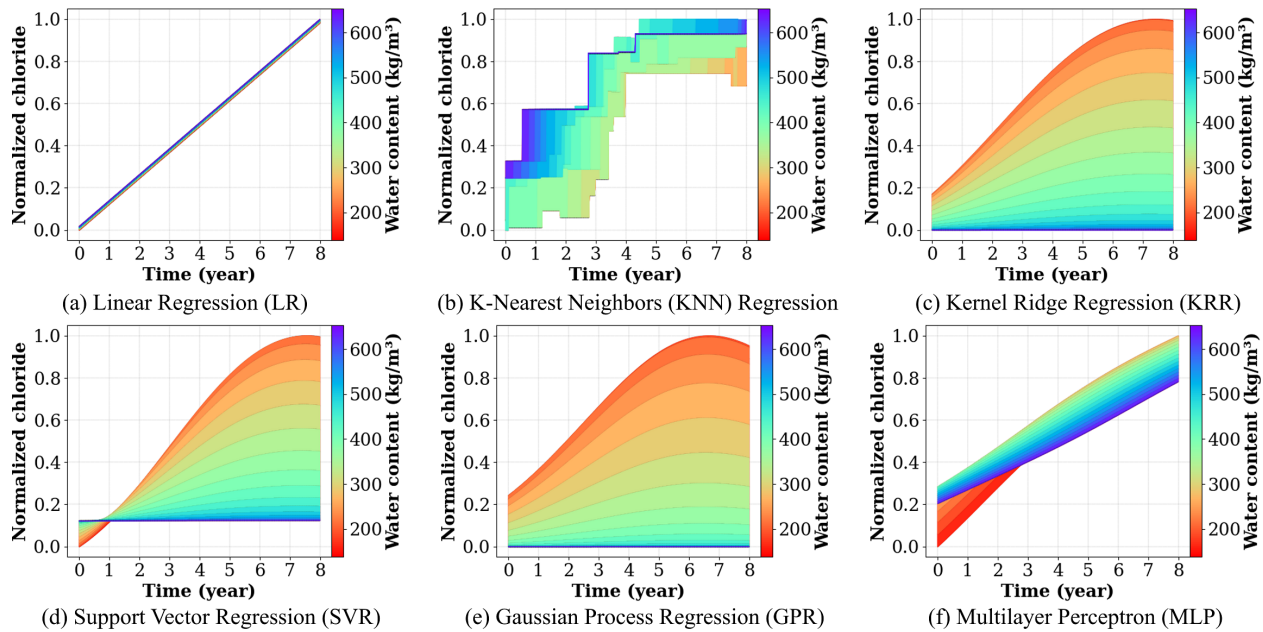 Normalized chloride
1.0
0.8
0.6
0.4
0.2
0.0
0 1 2 3 4 5 6 7 8
Time (year)
600
500
400
300
200
Water content (kg/m³)
(a) Linear Regression (LR)
Normalized chloride
1.0
0.8
0.6
0.4
0.2
0.0
0 1 2 3 4 5 6 7 8
Time (year)
600
500
400
300
200
Water content (kg/m³)
(b) K-Nearest Neighbors (KNN) Regression
Normalized chloride
1.0
0.8
0.6
0.4
0.2
0.0
0 1 2 3 4 5 6 7 8
Time (year)
600
500
400
300
200
Water content (kg/m³)
(c) Kernel Ridge Regression (KRR)
Normalized chloride
1.0
0.8
0.6
0.4
0.2
0.0
0 1 2 3 4 5 6 7 8
Time (year)
600
500
400
300
200
Water content (kg/m³)
(d) Support Vector Regression (SVR)
Normalized chloride
1.0
0.8
0.6
0.4
0.2
0.0
0 1 2 3 4 5 6 7 8
Time (year)
600
500
400
300
200
Water content (kg/m³)
(e) Gaussian Process Regression (GPR)
Normalized chloride
1.0
0.8
0.6
0.4
0.2
0.0
0 1 2 3 4 5 6 7 8
Time (year)
600
500
400
300
200
Water content (kg/m³)
(f) Multilayer Perceptron (MLP)